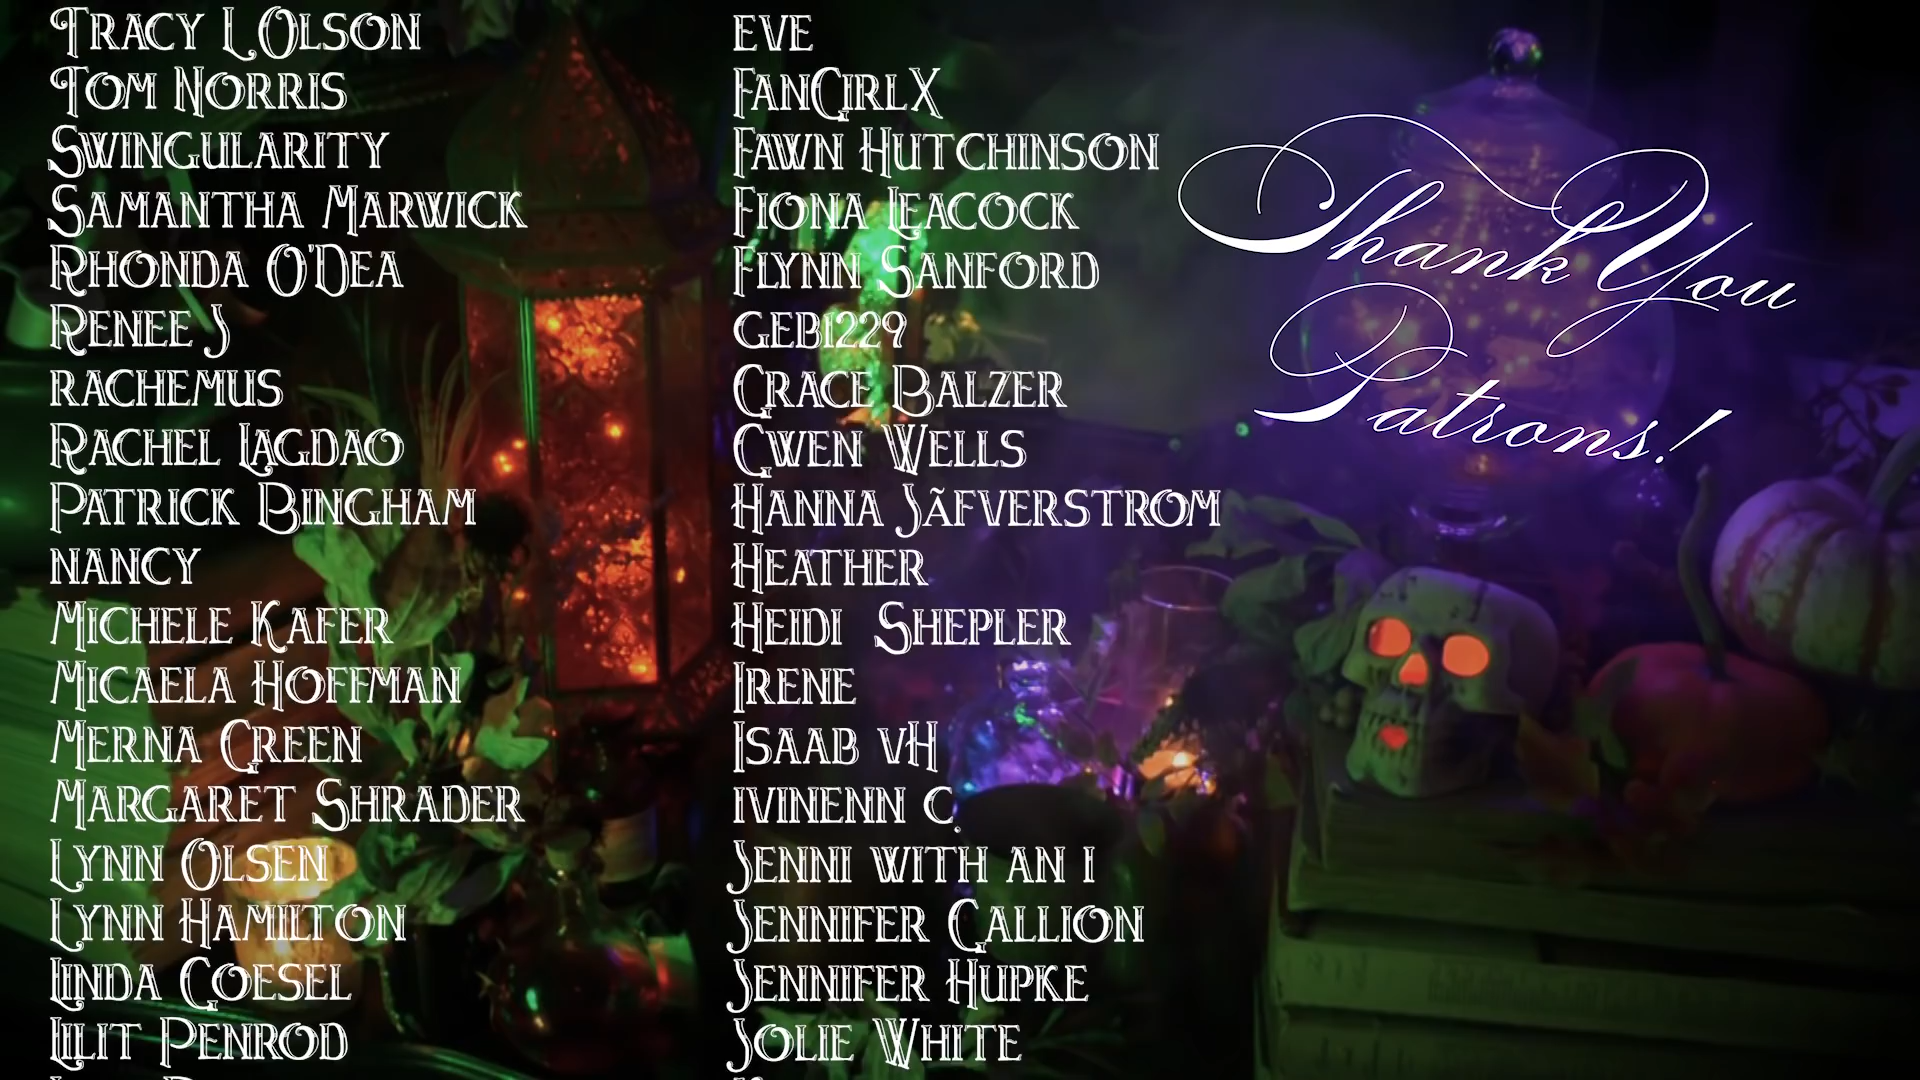 Tracy L Olson
Tom Norris
Swingularity
Samantha Marwick
Rhonda O'Dea
Renee J
rachemus
Rachel Lagdao
Patrick Bingham
nancy
Michele Kafer
Micaela Hoffman
Merna Green
Margaret Shrader
Lynn Olsen
Lynn Hamilton
Linda Goesel
Lilit Penrod
eve
FanGirlX
Fawn Hutchinson
Fiona Leacock
Flynn Sanford
geb1229
Grace Balzer
Gwen Wells
Hanna Jãfverstrom
Heather
Heidi Shepler
Irene
Isaab vH
ivinenn C.
Jenni with an i
Jennifer Gallion
Jennifer Hupke
Jolie White
Thank You
Patrons!